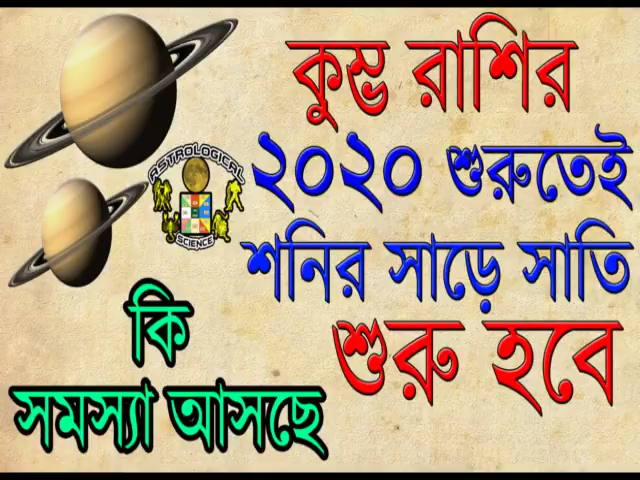 কুম্ভ রাশির
২০২০ শুরুতেই
শনির সাড়ে সাতি
শুরু হবে
কি
সমস্যা আসছে
ASTROLOGICAL
SCIENCE